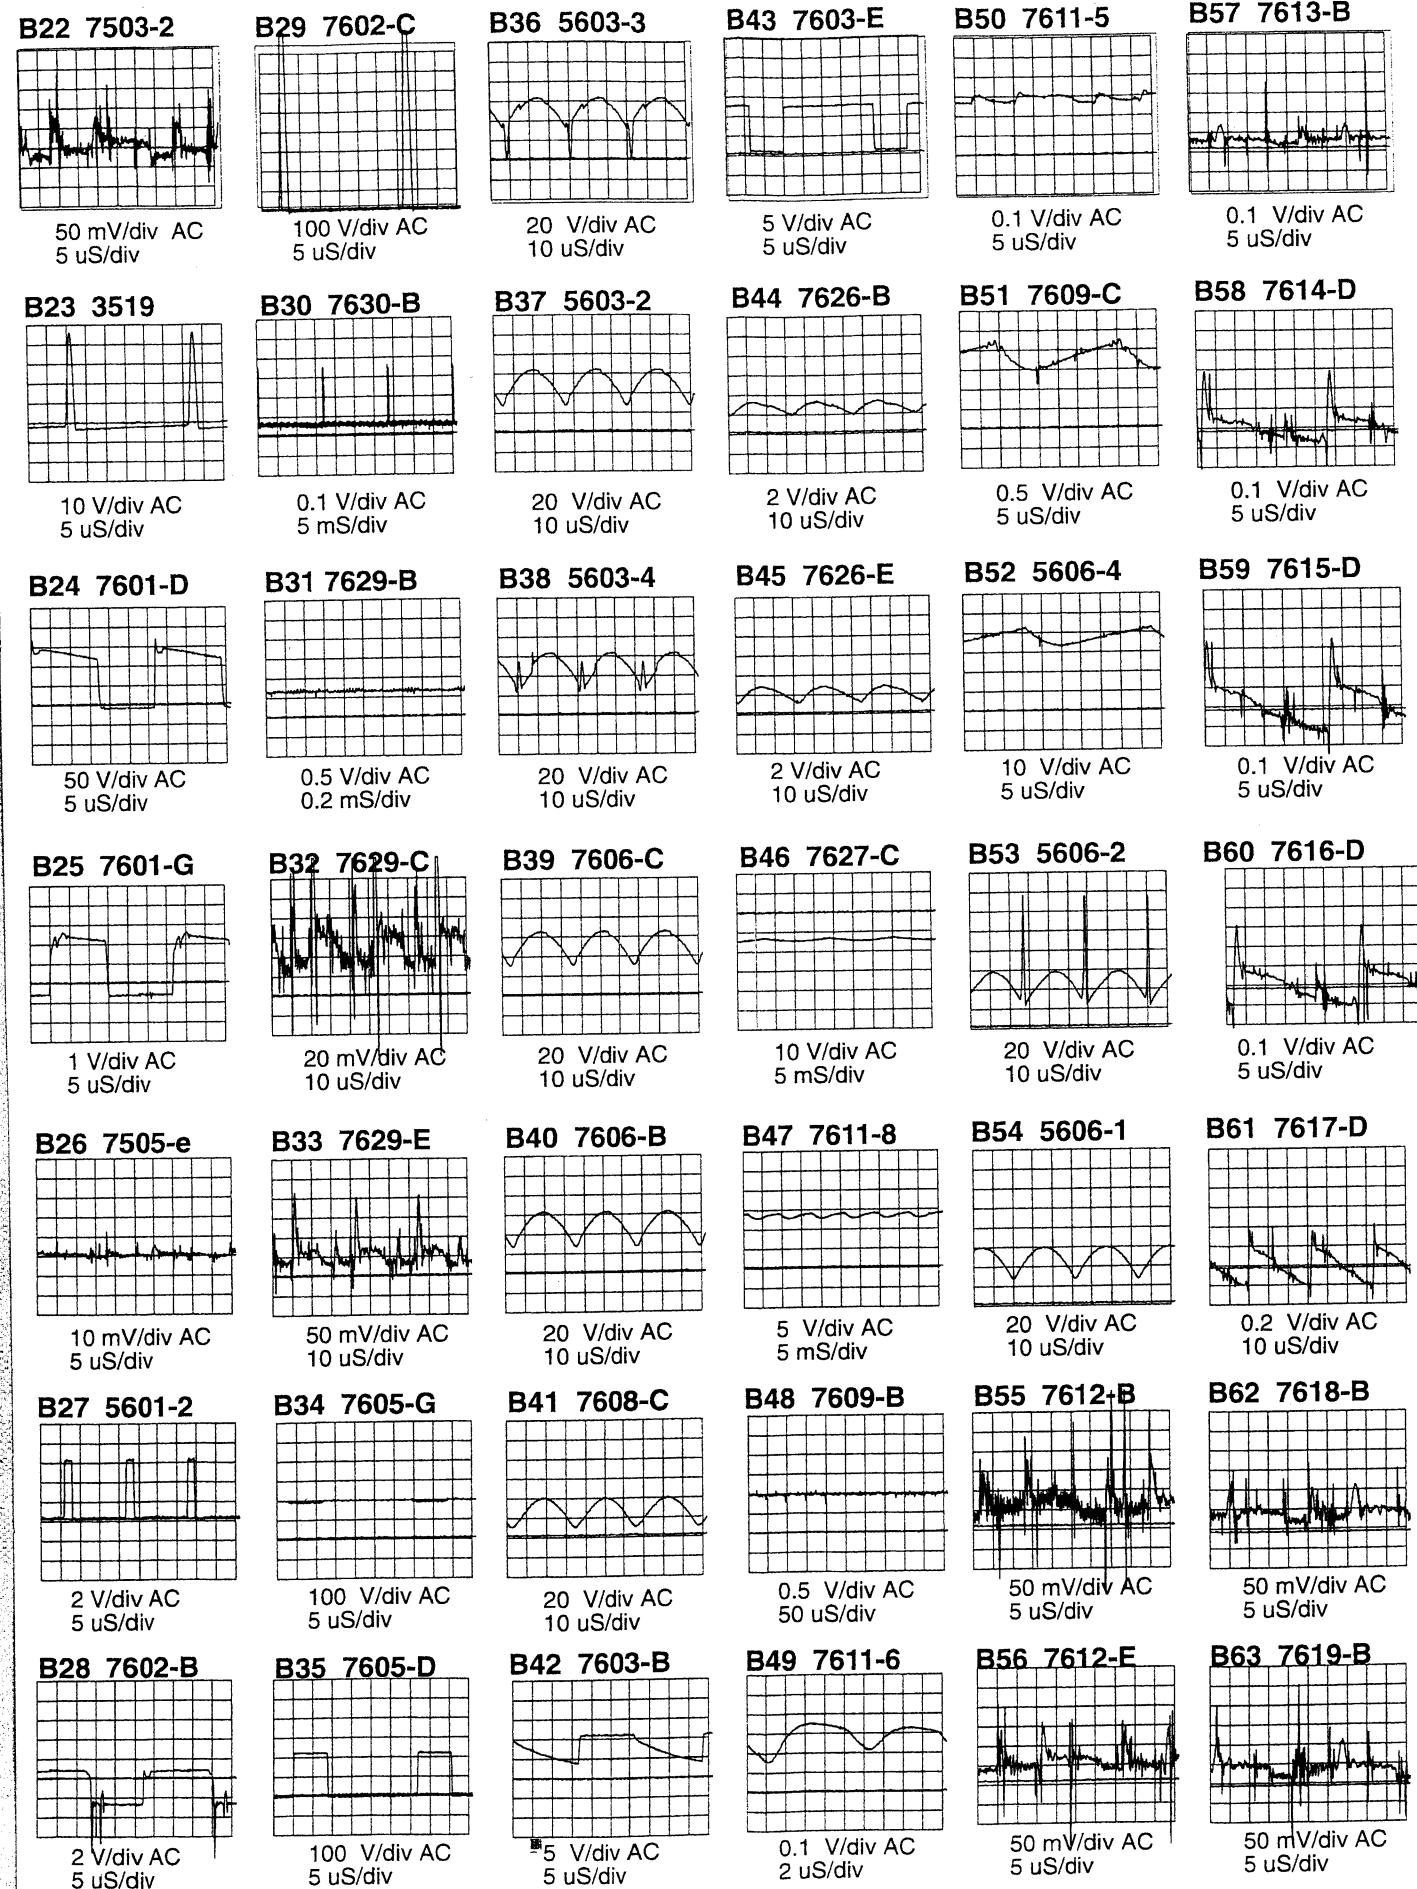 B22 7503-2
50 mV/div AC
5 uS/div
B29 7602-C
100 V/div AC
5 uS/div
B36 5603-3
20 V/div AC
10 uS/div
B43 7603-E
5 V/div AC
5 uS/div
B50 7611-5
0.1 V/div AC
5 uS/div
B57 7613-B
0.1 V/div AC
5 uS/div
B23 3519
10 V/div AC
5 uS/div
B30 7630-B
0.1 V/div AC
5 mS/div
B37 5603-2
20 V/div AC
10 uS/div
B44 7626-B
2 V/div AC
10 uS/div
B51 7609-C
0.5 V/div AC
5 uS/div
B58 7614-D
0.1 V/div AC
5 uS/div
B24 7601-D
50 V/div AC
5 uS/div
B31 7629-B
0.5 V/div AC
0.2 mS/div
B38 5603-4
20 V/div AC
10 uS/div
B45 7626-E
2 V/div AC
10 uS/div
B52 5606-4
10 V/div AC
5 uS/div
B59 7615-D
0.1 V/div AC
5 uS/div
B25 7601-G
1 V/div AC
5 uS/div
B32 7629-C
20 mV/div AC
10 uS/div
B39 7606-C
20 V/div AC
10 uS/div
B46 7627-C
10 V/div AC
5 mS/div
B53 5606-2
20 V/div AC
10 uS/div
B60 7616-D
0.1 V/div AC
5 uS/div
B26 7505-e
10 mV/div AC
5 uS/div
B33 7629-E
50 mV/div AC
10 uS/div
B40 7606-B
20 V/div AC
10 uS/div
B47 7611-8
5 V/div AC
5 mS/div
B54 5606-1
20 V/div AC
10 uS/div
B61 7617-D
0.2 V/div AC
10 uS/div
B27 5601-2
2 V/div AC
5 uS/div
B34 7605-G
100 V/div AC
5 uS/div
B41 7608-C
20 V/div AC
10 uS/div
B48 7609-B
0.5 V/div AC
50 uS/div
B55 7612-B
50 mV/div AC
5 uS/div
B62 7618-B
50 mV/div AC
5 uS/div
B28 7602-B
2 V/div AC
5 uS/div
B35 7605-D
100 V/div AC
5 uS/div
B42 7603-B
5 V/div AC
5 uS/div
B49 7611-6
0.1 V/div AC
2 uS/div
B56 7612-E
50 mV/div AC
5 uS/div
B63 7619-B
50 mV/div AC
5 uS/div